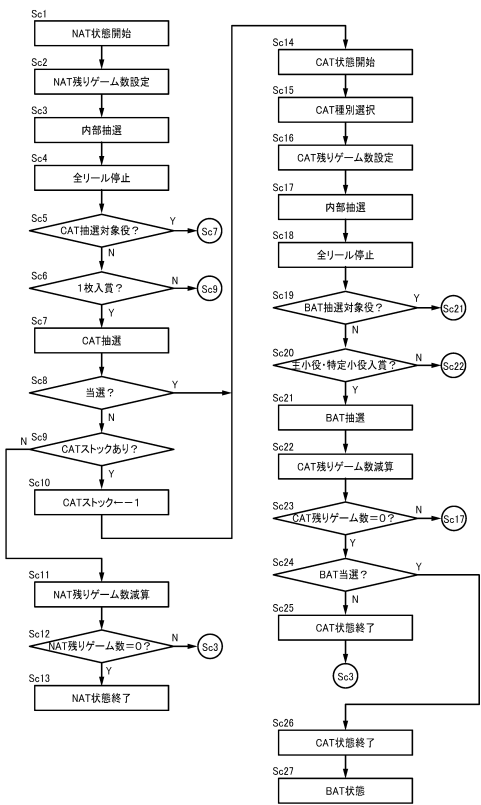 Sc1
NAT状態開始
Sc2
NAT残りゲーム数設定
Sc3
内部抽選
Sc4
全リール停止
Sc5
CAT抽選対象役?
Y
Sc7
N
Sc6
1枚入賞?
N
Sc9
Y
Sc7
CAT抽選
Sc8
当選?
Y
N
Sc9
N
CATストックあり?
Y
Sc10
CATストック←−1
Sc11
NAT残りゲーム数減算
Sc12
NAT残りゲーム数=0?
N
Sc3
Y
Sc13
NAT状態終了
Sc14
CAT状態開始
Sc15
CAT種別選択
Sc16
CAT残りゲーム数設定
Sc17
内部抽選
Sc18
全リール停止
Sc19
BAT抽選対象役?
Y
Sc21
N
Sc20
主小役・特定小役入賞?
N
Sc22
Y
Sc21
BAT抽選
Sc22
CAT残りゲーム数減算
Sc23
CAT残りゲーム数=0?
N
Sc17
Y
Sc24
BAT当選?
Y
N
Sc25
CAT状態終了
Sc3
Sc26
CAT状態終了
Sc27
BAT状態